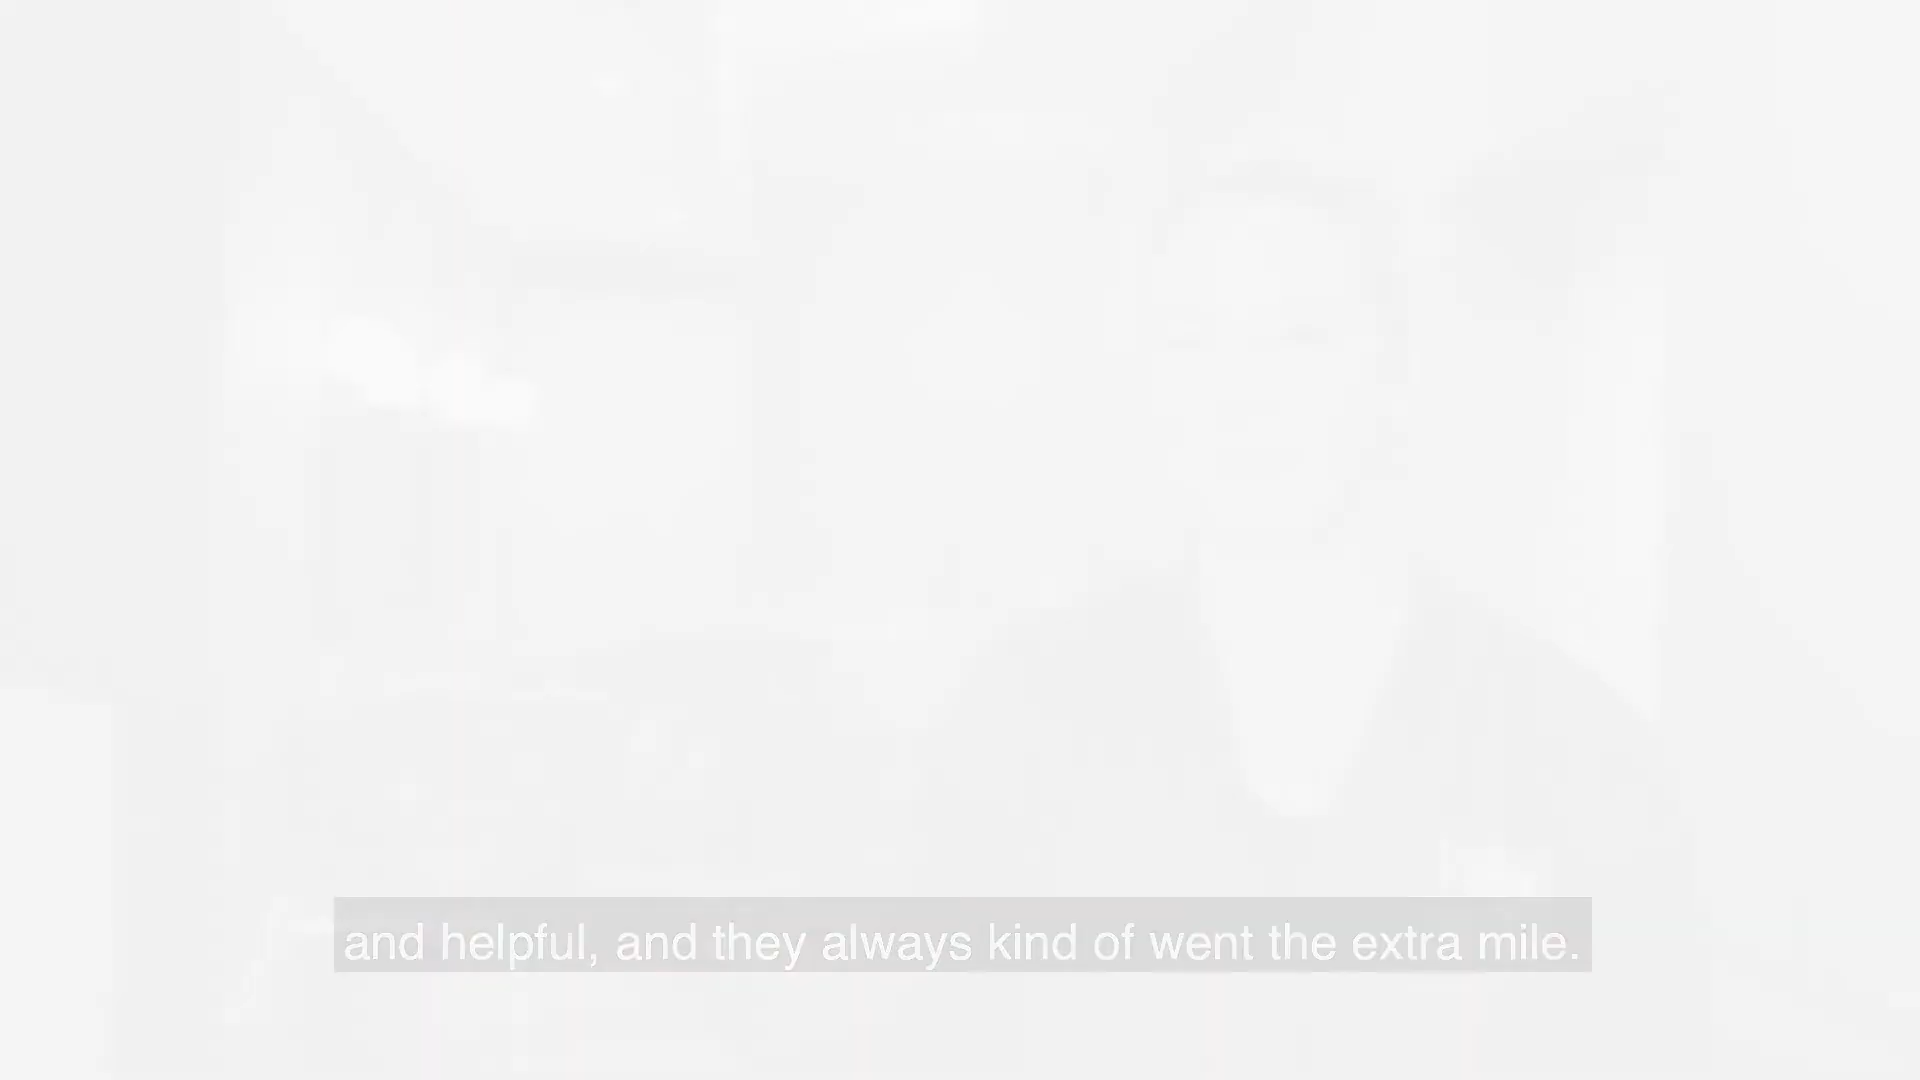 and helpful, and they always kind of went the extra mile.